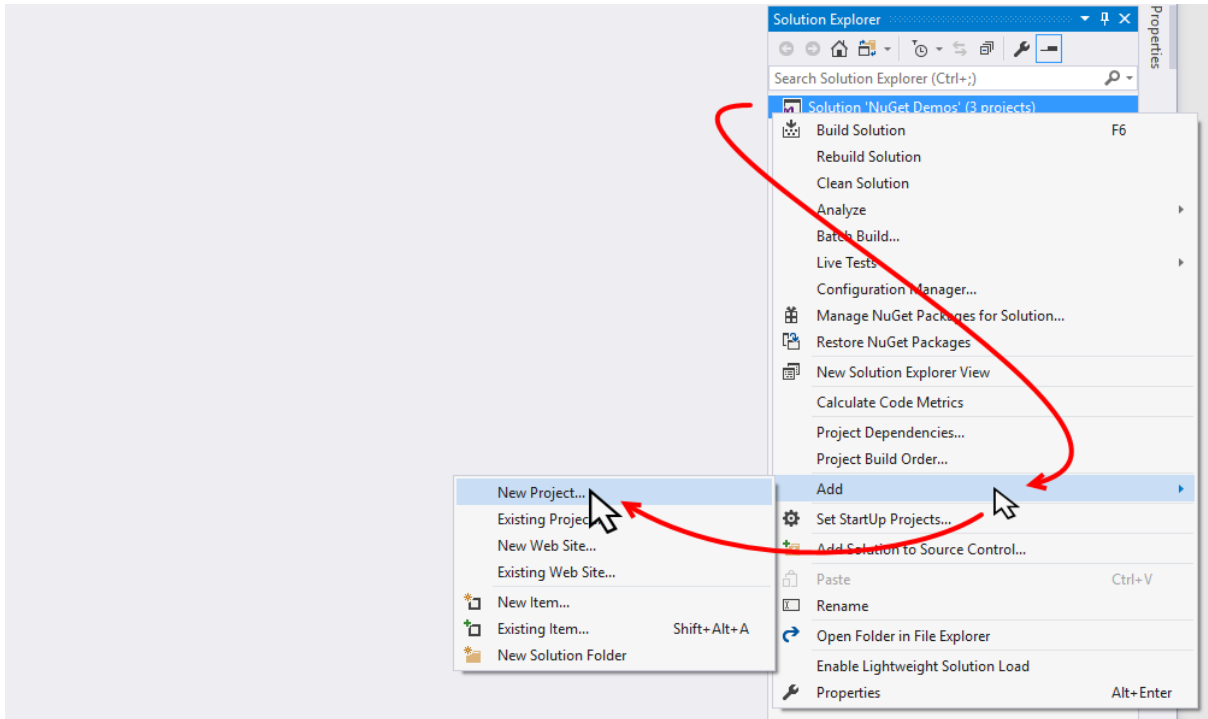 Solution Explorer
Properties
Search Solution Explorer (Ctrl+;)
Solution 'NuGet Demos' (3 projects)
Build Solution F6
Rebuild Solution
Clean Solution
Analyze
Batch Build...
Live Tests
Configuration Manager...
Manage NuGet Packages for Solution...
Restore NuGet Packages
New Solution Explorer View
Calculate Code Metrics
Project Dependencies...
Project Build Order...
Add
Set StartUp Projects...
Add Solution to Source Control...
Paste Ctrl+V
Rename
Open Folder in File Explorer
Enable Lightweight Solution Load
Properties Alt+Enter
New Project...
Existing Project
New Web Site...
Existing Web Site...
New Item...
Existing Item... Shift+Alt+A
New Solution Folder